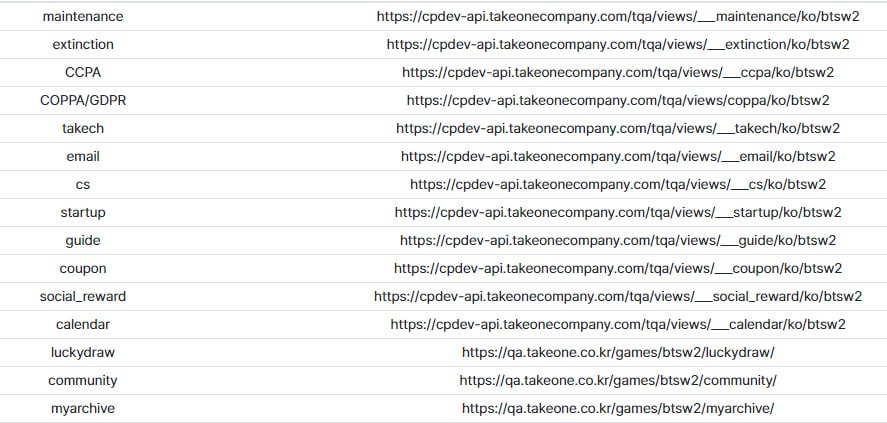 maintenance https://cpdev-api.takeonecompany.com/tqa/views/___maintenance/ko/btsw2
extinction https://cpdev-api.takeonecompany.com/tqa/views/___extinction/ko/btsw2
CCPA https://cpdev-api.takeonecompany.com/tqa/views/___ccpa/ko/btsw2
COPPA/GDPR https://cpdev-api.takeonecompany.com/tqa/views/coppa/ko/btsw2
takech https://cpdev-api.takeonecompany.com/tqa/views/___takech/ko/btsw2
email https://cpdev-api.takeonecompany.com/tqa/views/___email/ko/btsw2
cs https://cpdev-api.takeonecompany.com/tqa/views/___cs/ko/btsw2
startup https://cpdev-api.takeonecompany.com/tqa/views/___startup/ko/btsw2
guide https://cpdev-api.takeonecompany.com/tqa/views/___guide/ko/btsw2
coupon https://cpdev-api.takeonecompany.com/tqa/views/___coupon/ko/btsw2
social_reward https://cpdev-api.takeonecompany.com/tqa/views/___social_reward/ko/btsw2
calendar https://cpdev-api.takeonecompany.com/tqa/views/___calendar/ko/btsw2
luckydraw https://qa.takeone.co.kr/games/btsw2/luckydraw/
community https://qa.takeone.co.kr/games/btsw2/community/
myarchive https://qa.takeone.co.kr/games/btsw2/myarchive/